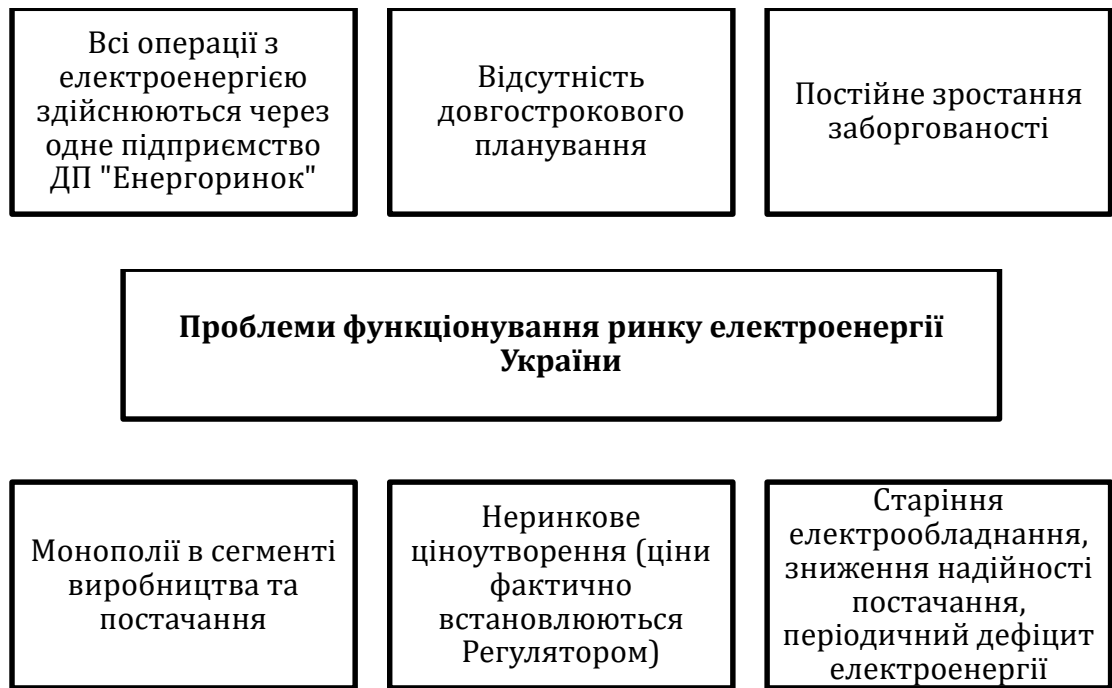 Всі операції з
електроенергією
здійснюються через
одне підприємство
ДП "Енергоринок"
Відсутність
довгострокового
планування
Постійне зростання
заборгованості
Проблеми функціонування ринку електроенергії
України
Монополії в сегменті
виробництва та
постачання
Неринкове
ціноутворення (ціни
фактично
встановлюються
Регулятором)
Старіння
електрообладнання,
зниження надійності
постачання,
періодичний дефіцит
електроенергії